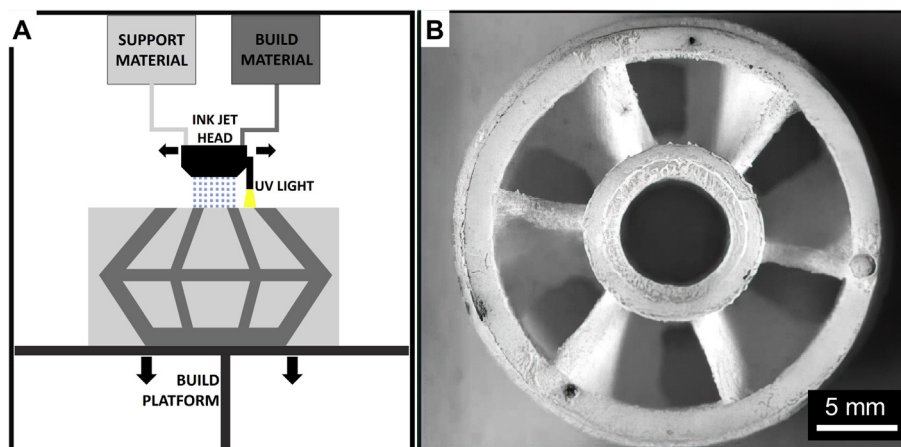 A
SUPPORT
MATERIAL
BUILD
MATERIAL
INK JET
HEAD
UV LIGHT
BUILD
PLATFORM
B
5 mm